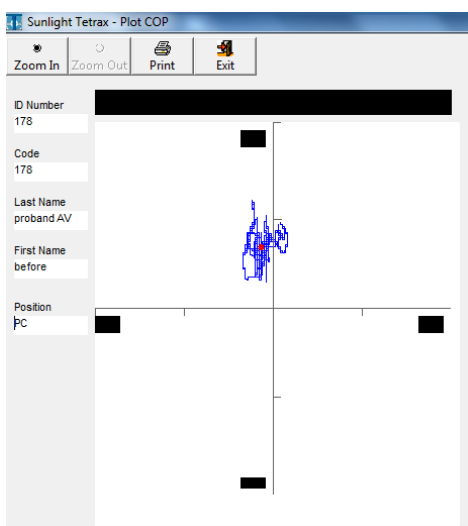 Sunlight Tetrax - Plot COP
Zoom In Zoom Out Print Exit
ID Number
178
Code
178
Last Name
proband AV
First Name
before
Position
PC